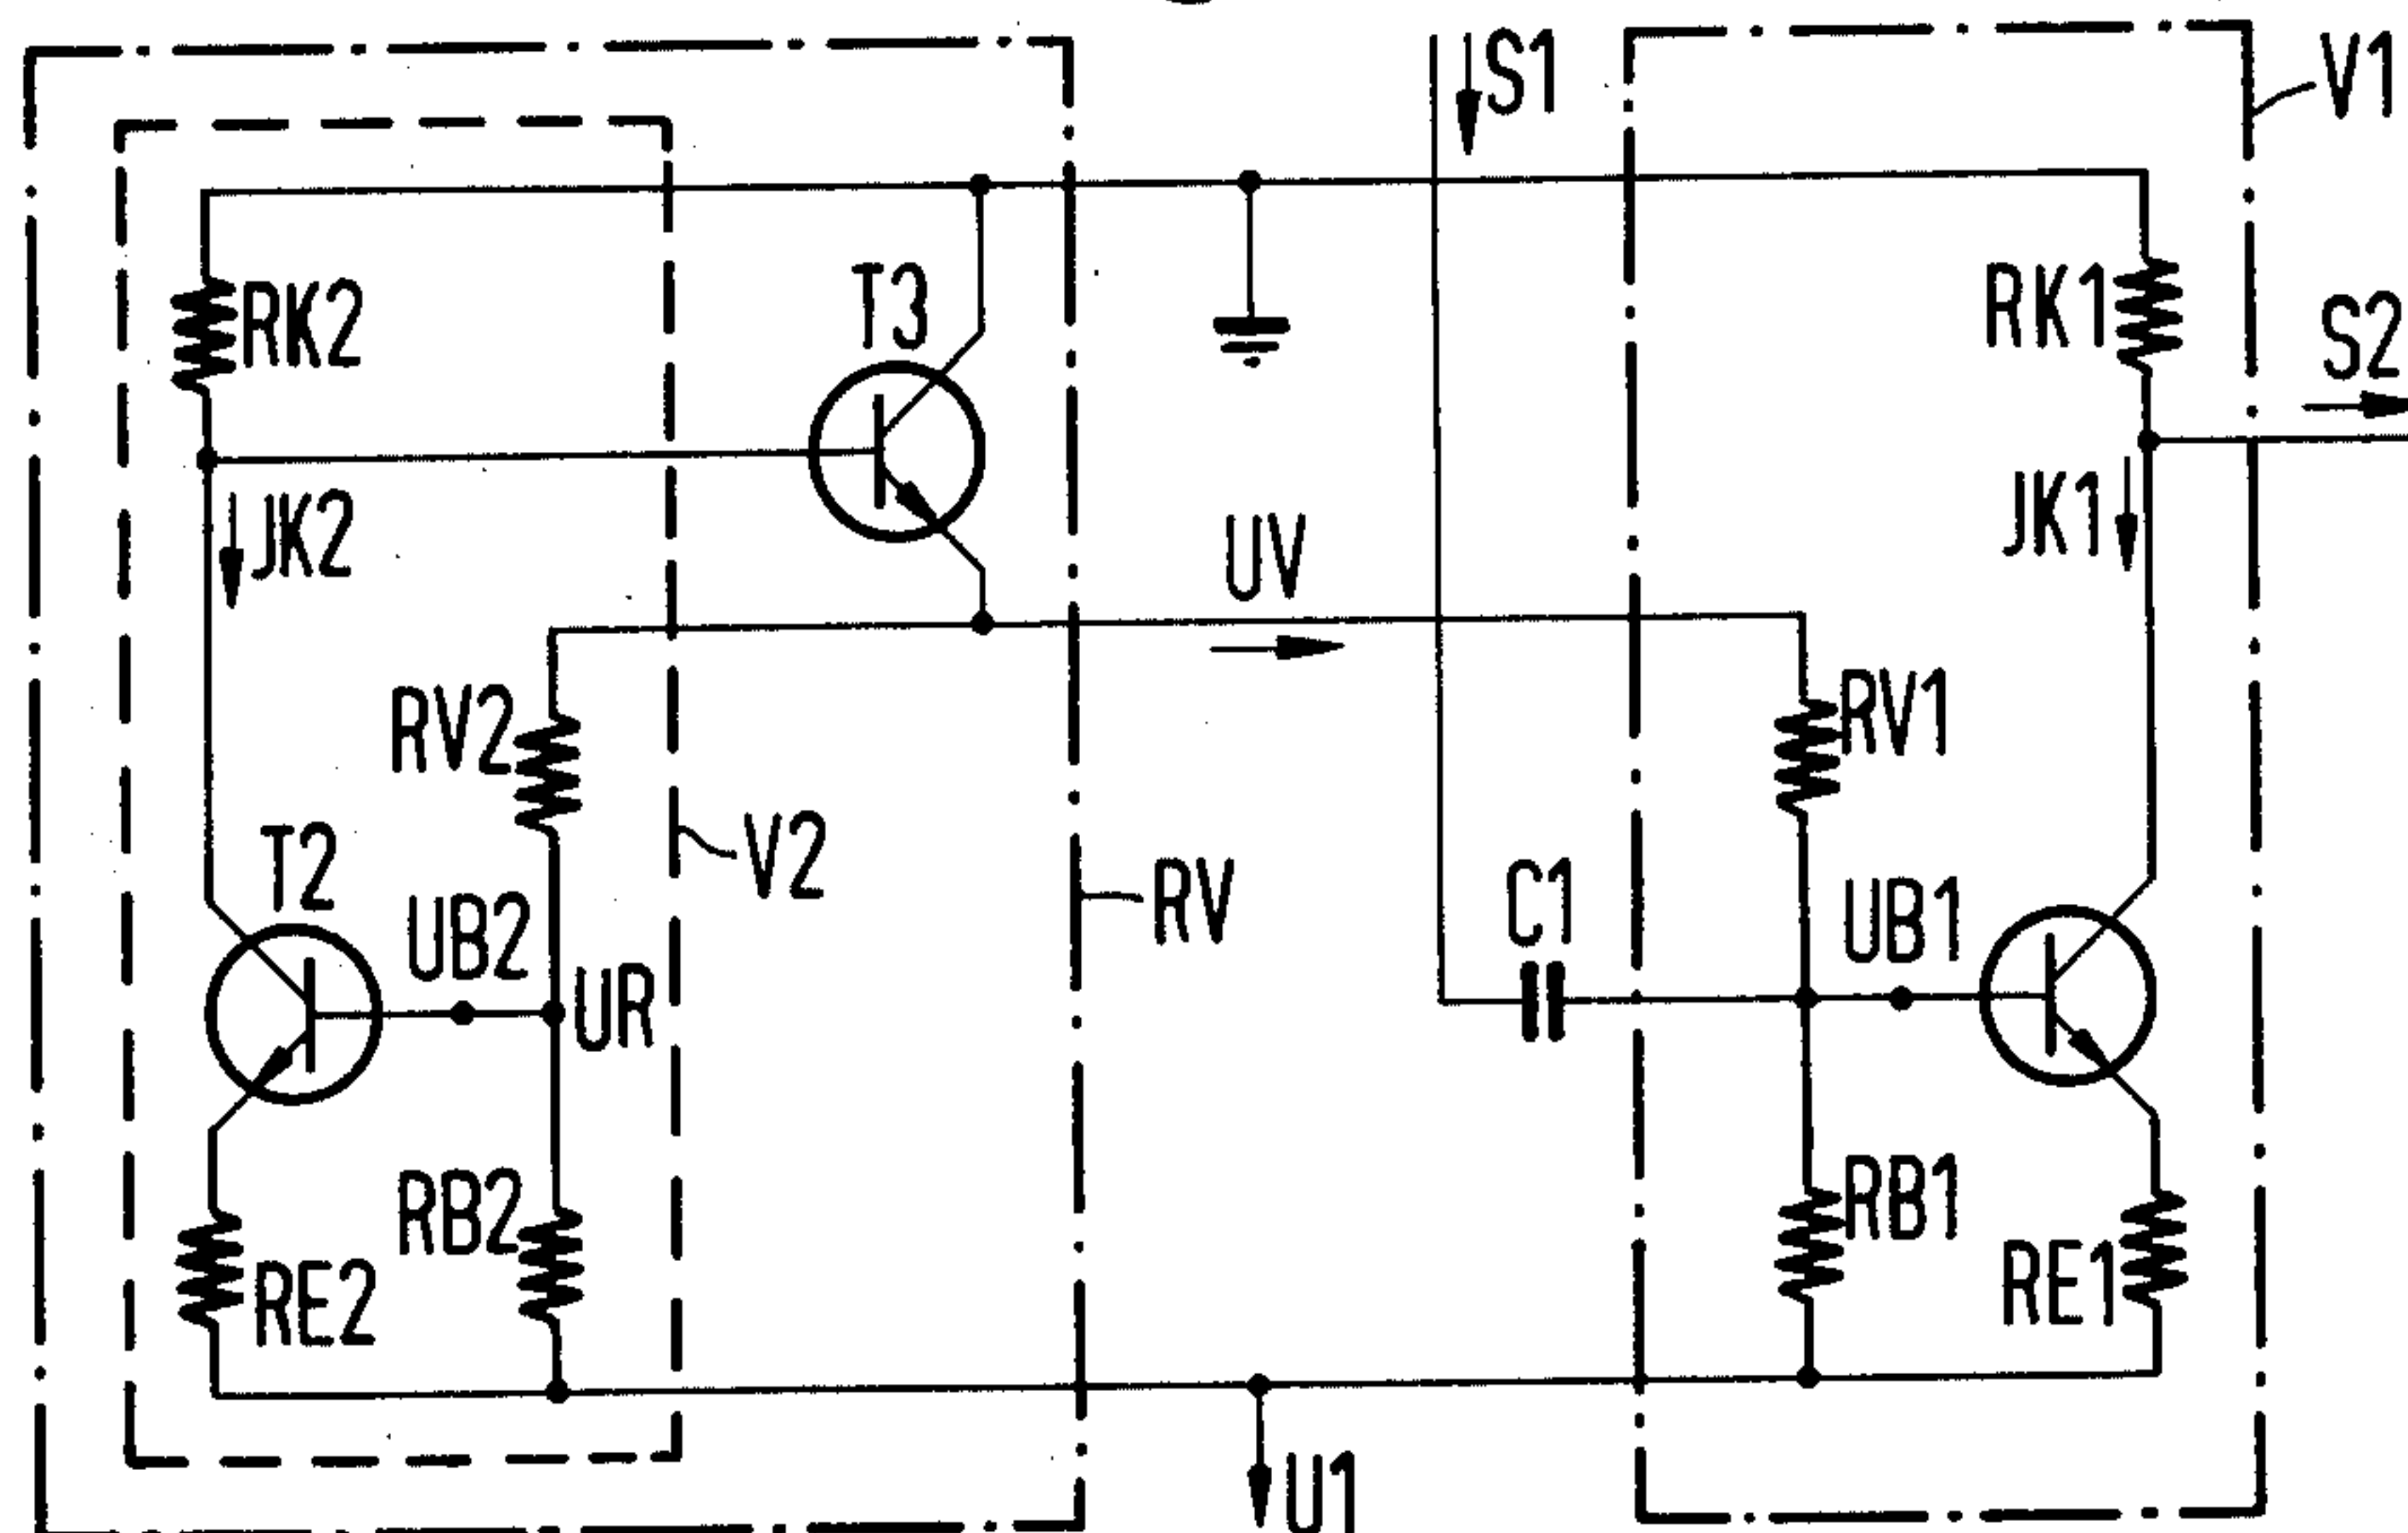 S1
V1
RK2
T3
RK1
S2
JK2
UV
JK1
RV2
RV1
T2
V2
UB2
UR
RV
C1
UB1
RB2
RB1
RE2
RE1
U1